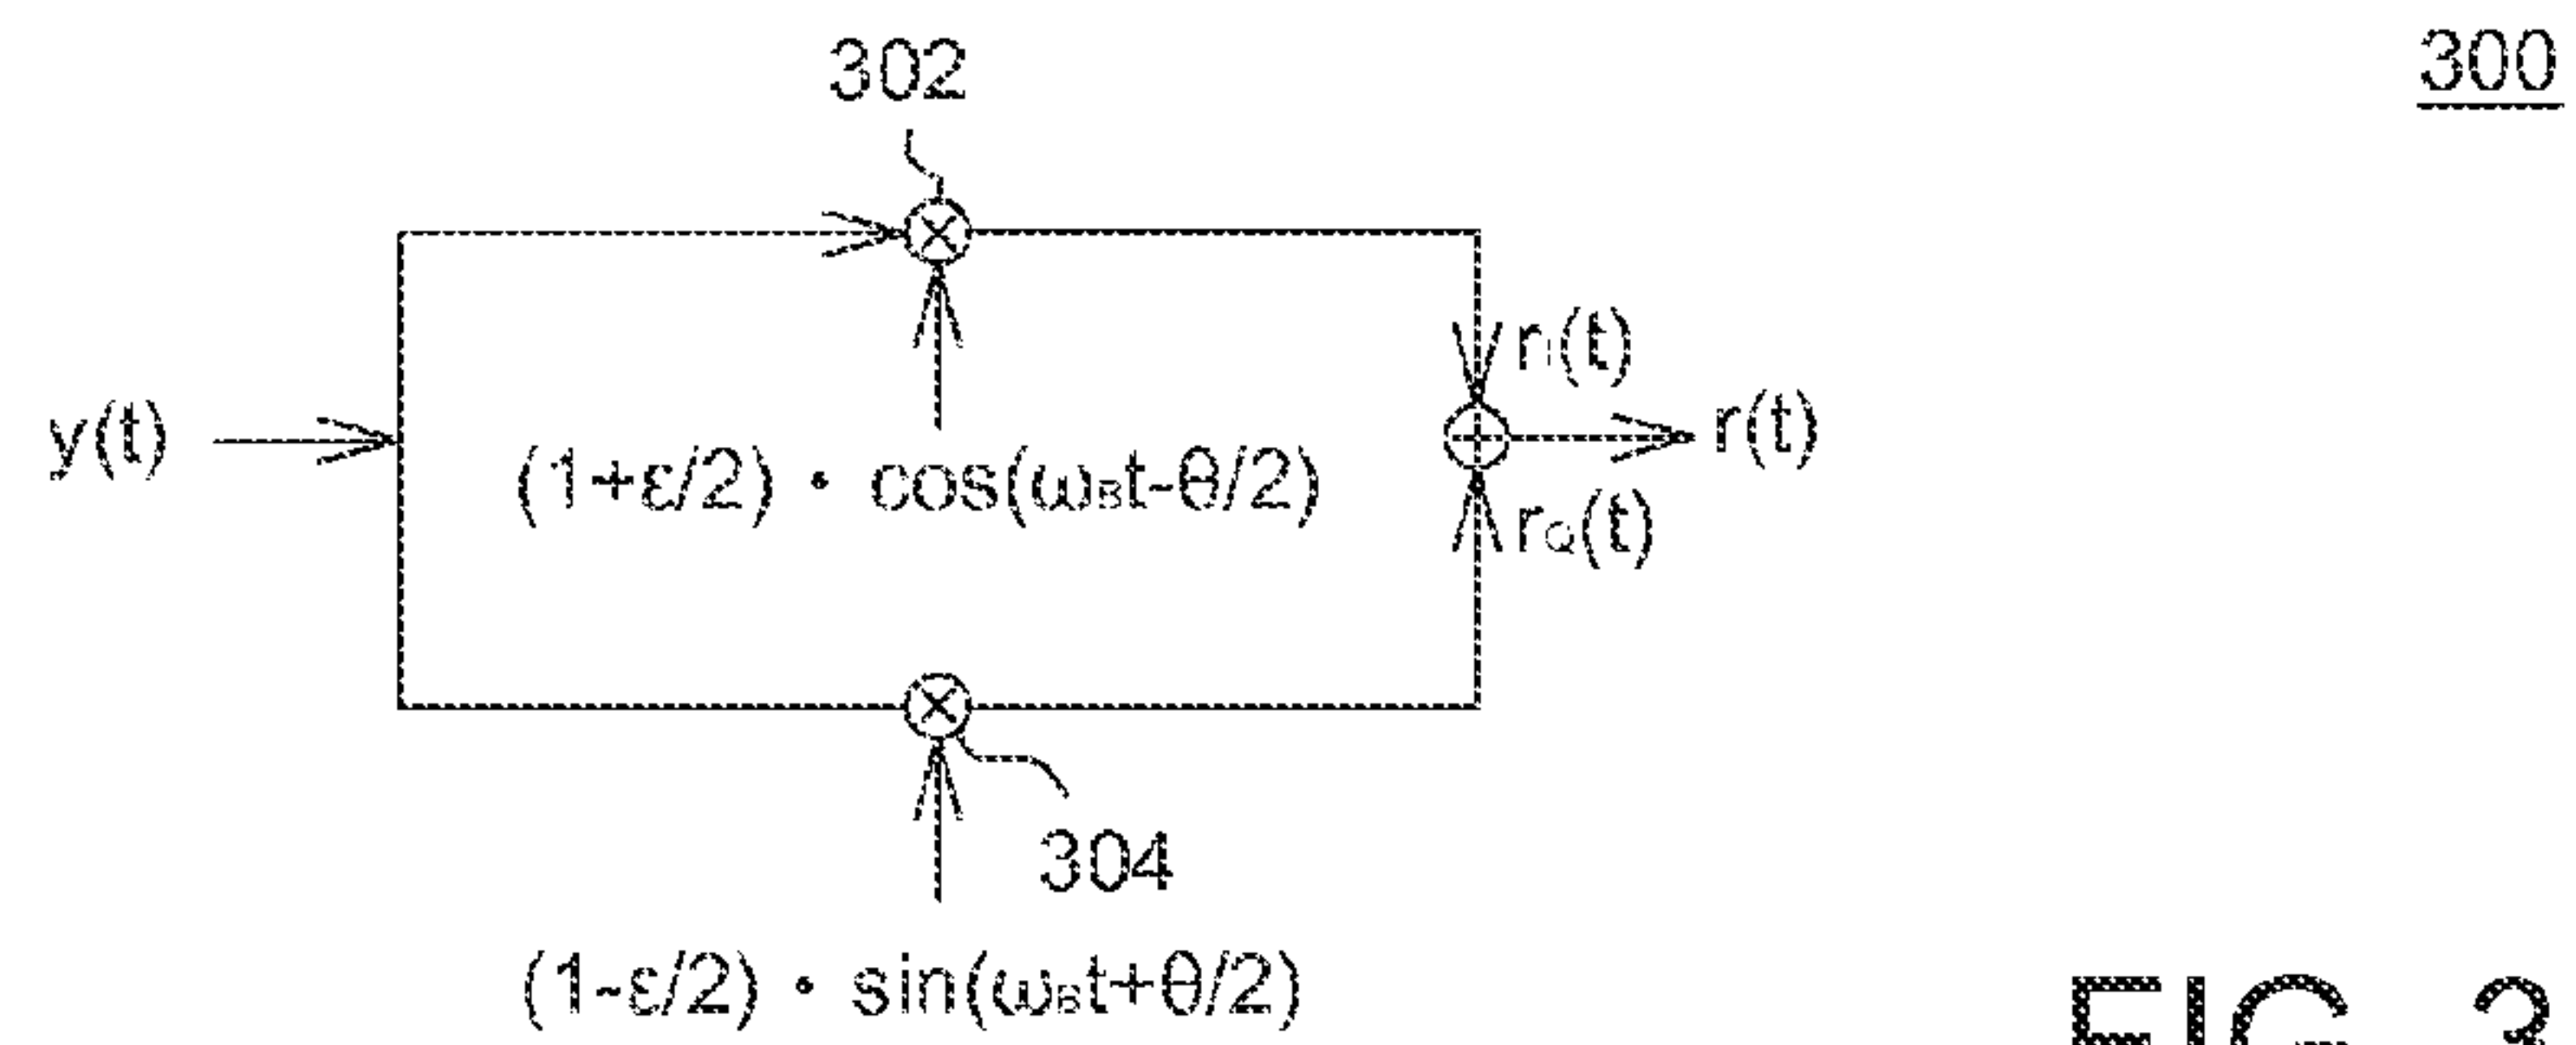 302
300
rI(t)
y(t)
r(t)
(1+ε/2) · cos(ωBt-θ/2)
rQ(t)
304
(1-ε/2) · sin(ωBt+θ/2)
FIG. 3